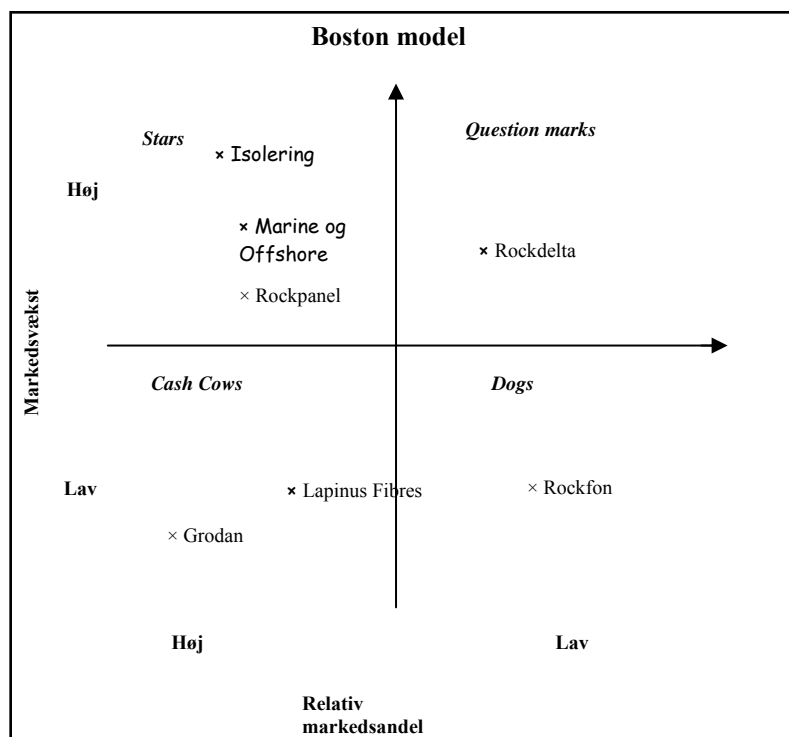 Boston model
Stars
Question marks
× Isolering
Høj
× Marine og
Offshore
× Rockdelta
× Rockpanel
Markedsvækst
Cash Cows
Dogs
Lav
× Lapinus Fibres
× Rockfon
× Grodan
Høj
Lav
Relativ
markedsandel